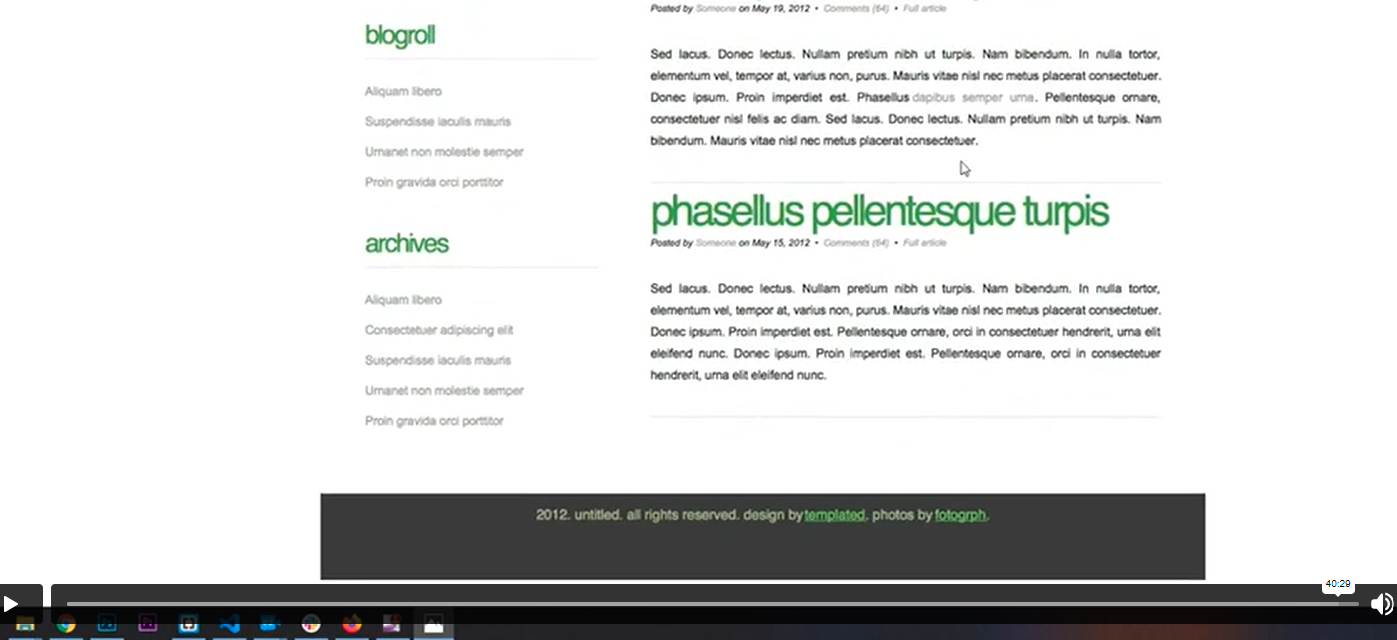 blogroll
Aliquam libero
Suspendisse iaculis mauris
Urnanet non molestie semper
Proin gravida orci porttitor
archives
Aliquam libero
Consectetuer adipiscing elit
Suspendisse iaculis mauris
Urnanet non molestie semper
Proin gravida orci porttitor
Posted by Someone on May 19, 2012 • Comments (64) • Full article
Sed lacus. Donec lectus. Nullam pretium nibh ut turpis. Nam bibendum. In nulla tortor,
elementum vel, tempor at, varius non, purus. Mauris vitae nisl nec metus placerat consectetuer.
Donec ipsum. Proin imperdiet est. Phasellus dapibus semper urna. Pellentesque ornare,
consectetuer nisl felis ac diam. Sed lacus. Donec lectus. Nullam pretium nibh ut turpis. Nam
bibendum. Mauris vitae nisl nec metus placerat consectetuer.
phasellus pellentesque turpis
Posted by Someone on May 15, 2012 • Comments (64) • Full article
Sed lacus. Donec lectus. Nullam pretium nibh ut turpis. Nam bibendum. In nulla tortor,
elementum vel, tempor at, varius non, purus. Mauris vitae nisl nec metus placerat consectetuer.
Donec ipsum. Proin imperdiet est. Pellentesque ornare, orci in consectetuer hendrerit, urna elit
eleifend nunc. Donec ipsum. Proin imperdiet est. Pellentesque ornare, orci in consectetuer
hendrerit, urna elit eleifend nunc.
2012. untitled. all rights reserved. design by templated. photos by fotogrph.
40:29